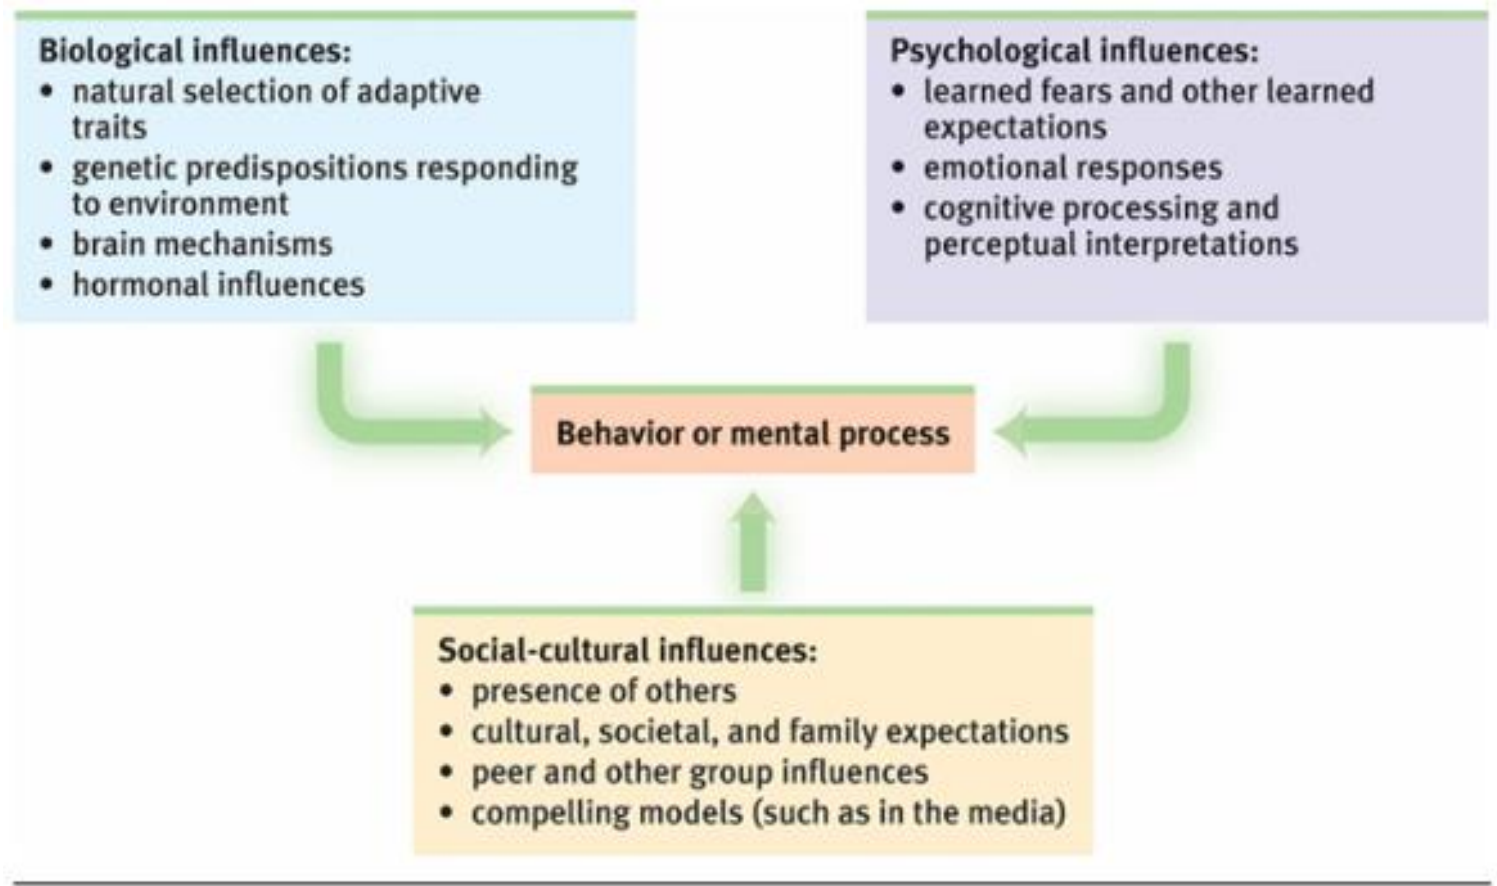 Biological influences:
• natural selection of adaptive
traits
• genetic predispositions responding
to environment
• brain mechanisms
• hormonal influences
Psychological influences:
• learned fears and other learned
expectations
• emotional responses
• cognitive processing and
perceptual interpretations
Behavior or mental process
Social-cultural influences:
• presence of others
• cultural, societal, and family expectations
• peer and other group influences
• compelling models (such as in the media)